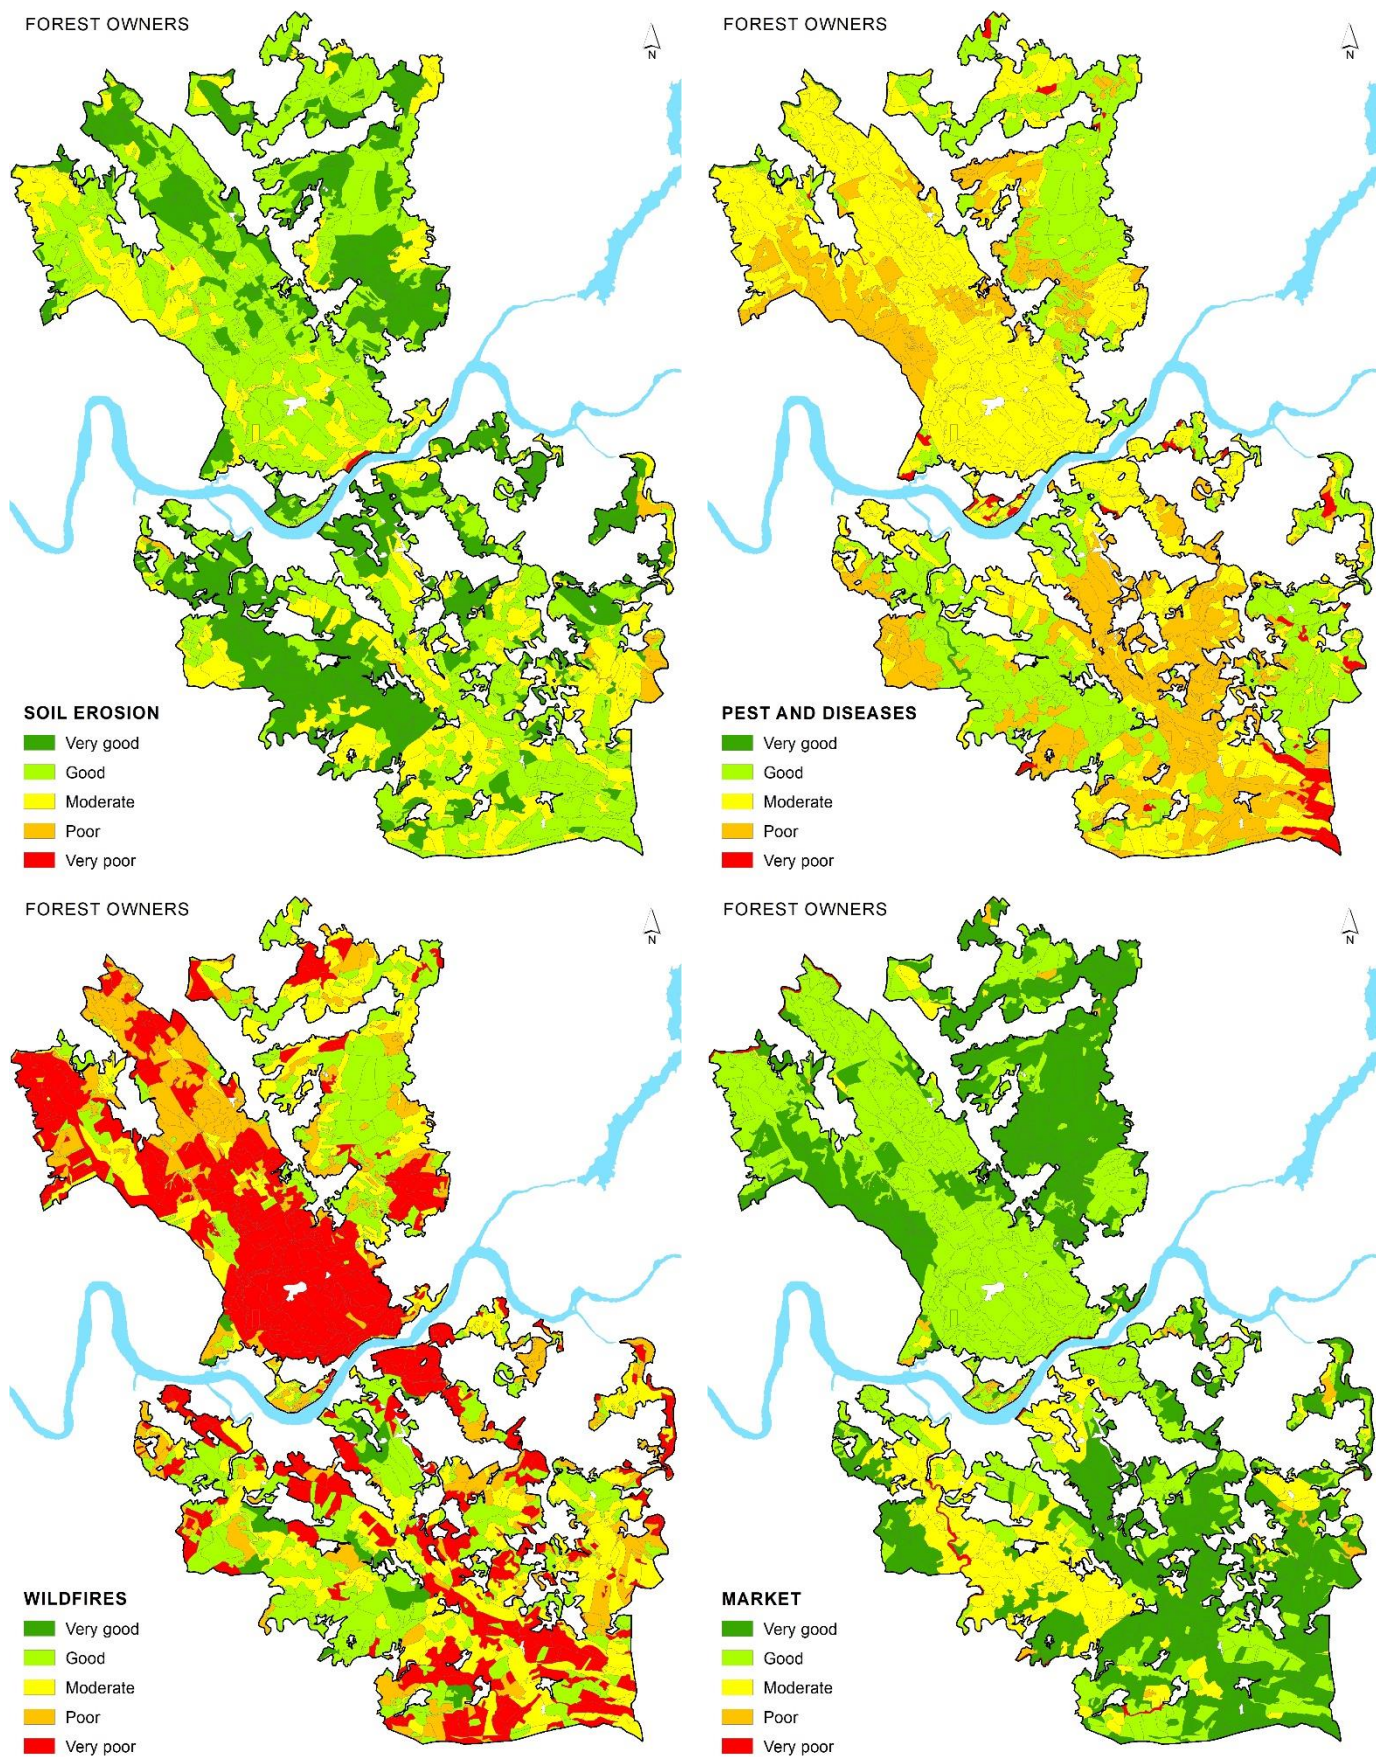 FOREST OWNERS
N
SOIL EROSION
Very good
Good
Moderate
Poor
Very poor
FOREST OWNERS
N
PEST AND DISEASES
Very good
Good
Moderate
Poor
Very poor
FOREST OWNERS
N
WILDFIRES
Very good
Good
Moderate
Poor
Very poor
FOREST OWNERS
N
MARKET
Very good
Good
Moderate
Poor
Very poor